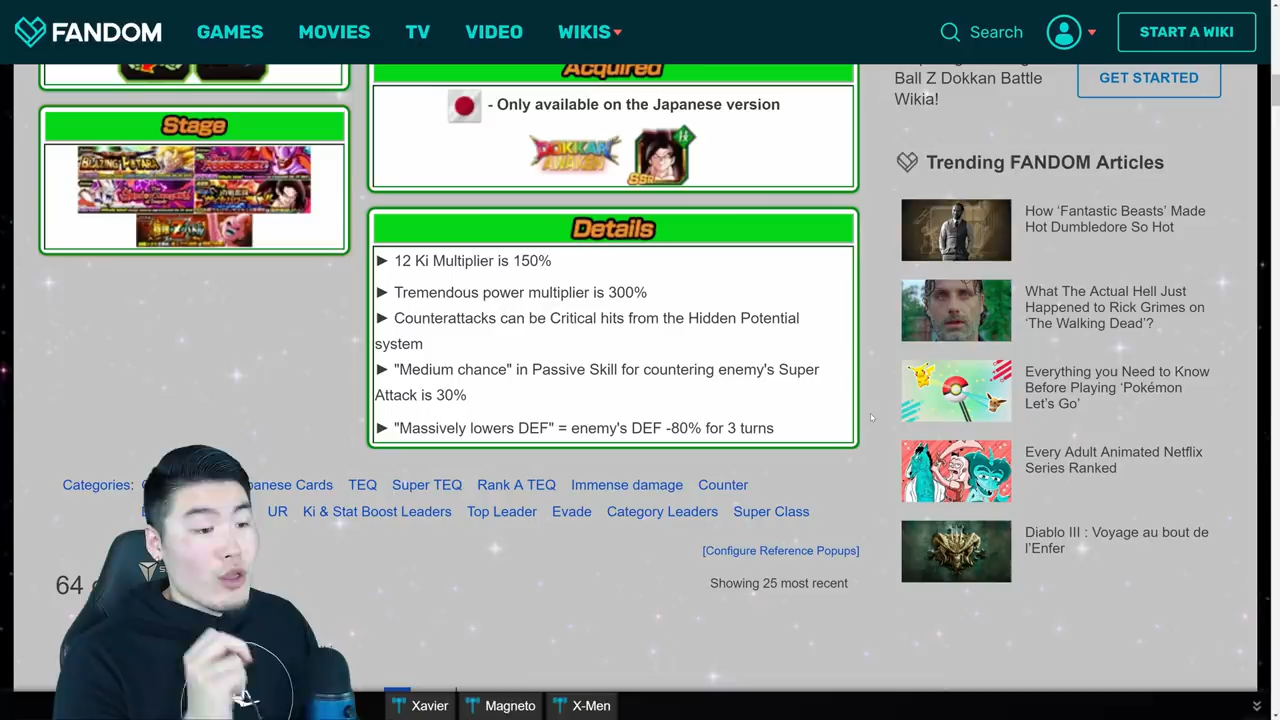 FANDOM GAMES MOVIES TV VIDEO WIKIS Search START A WIKI
Acquired
- Only available on the Japanese version
DOKKAN
AWAKEN
SSR
Stage
Details
► 12 Ki Multiplier is 150%
► Tremendous power multiplier is 300%
► Counterattacks can be Critical hits from the Hidden Potential
system
► "Medium chance" in Passive Skill for countering enemy's Super
Attack is 30%
► "Massively lowers DEF" = enemy's DEF -80% for 3 turns
Categories: Cards TEQ Super TEQ Rank A TEQ Immense damage Counter
UR Ki & Stat Boost Leaders Top Leader Evade Category Leaders Super Class
[Configure Reference Popups]
64
Showing 25 most recent
Ball Z Dokkan Battle
Wikia!
GET STARTED
Trending FANDOM Articles
How ‘Fantastic Beasts’ Made
Hot Dumbledore So Hot
What The Actual Hell Just
Happened to Rick Grimes on
‘The Walking Dead’?
Everything you Need to Know
Before Playing ‘Pokémon
Let’s Go’
Every Adult Animated Netflix
Series Ranked
Diablo III : Voyage au bout de
l’Enfer
Xavier Magneto X-Men